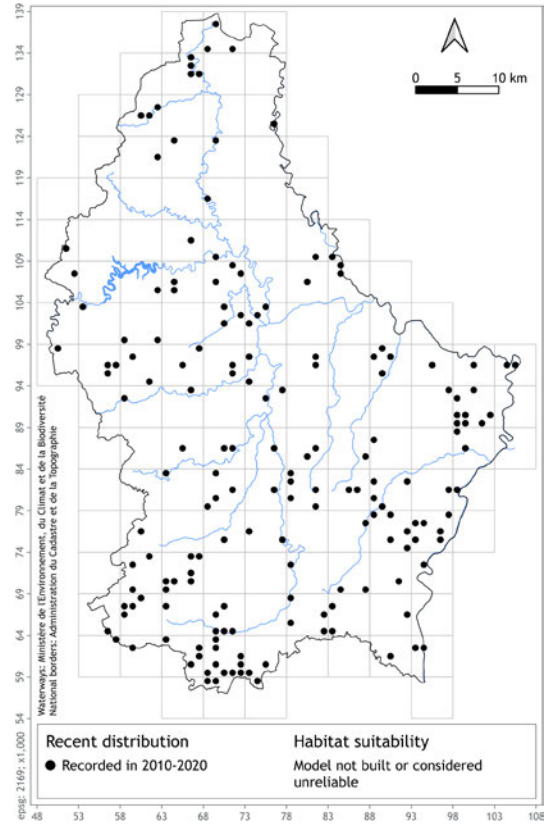 139
134
129
124
119
114
109
104
99
94
89
84
79
74
69
64
59
54
0 5 10 km
Waterways: Ministère de l'Environnement, du Climat et de la Biodiversité
National borders: Administration du Cadastre et de la Topographie
epsg: 2169; x1,000
Recent distribution
Recorded in 2010-2020
Habitat suitability
Model not built or considered
unreliable
48 53 58 63 68 73 78 83 88 93 98 103 108